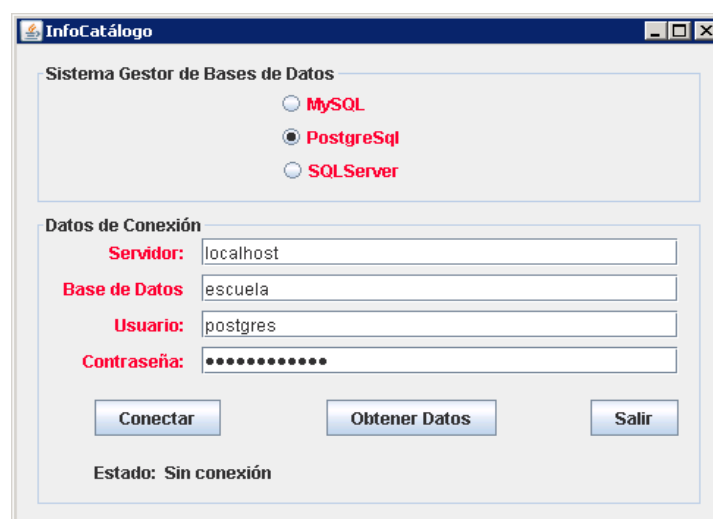 InfoCatálogo
Sistema Gestor de Bases de Datos
MySQL
PostgreSql
SQLServer
Datos de Conexión
Servidor: localhost
Base de Datos escuela
Usuario: postgres
Contraseña: ●●●●●●●●●●●●
Conectar Obtener Datos Salir
Estado: Sin conexión